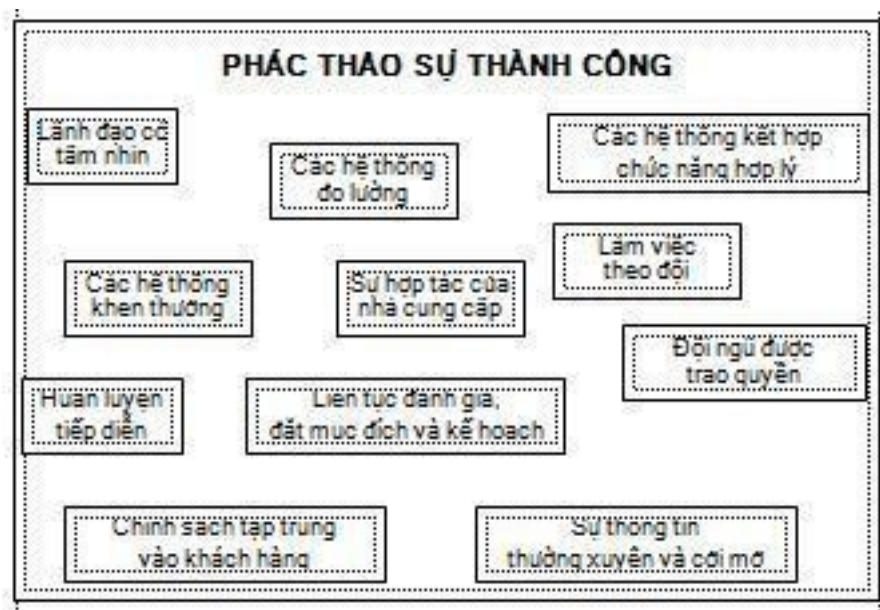 PHÁC THẢO SỰ THÀNH CÔNG
Lãnh đạo có
tầm nhìn
Các hệ thống
đo lường
Các hệ thống kết hợp
chức năng hợp lý
Làm việc
theo đội
Các hệ thống
khen thưởng
Sự hợp tác của
nhà cung cấp
Đội ngũ được
trao quyền
Huấn luyện
tiếp diễn
Liên tục đánh giá,
đặt mục đích và kế hoạch
Chính sách tập trung
vào khách hàng
Sự thông tin
thường xuyên và cởi mở